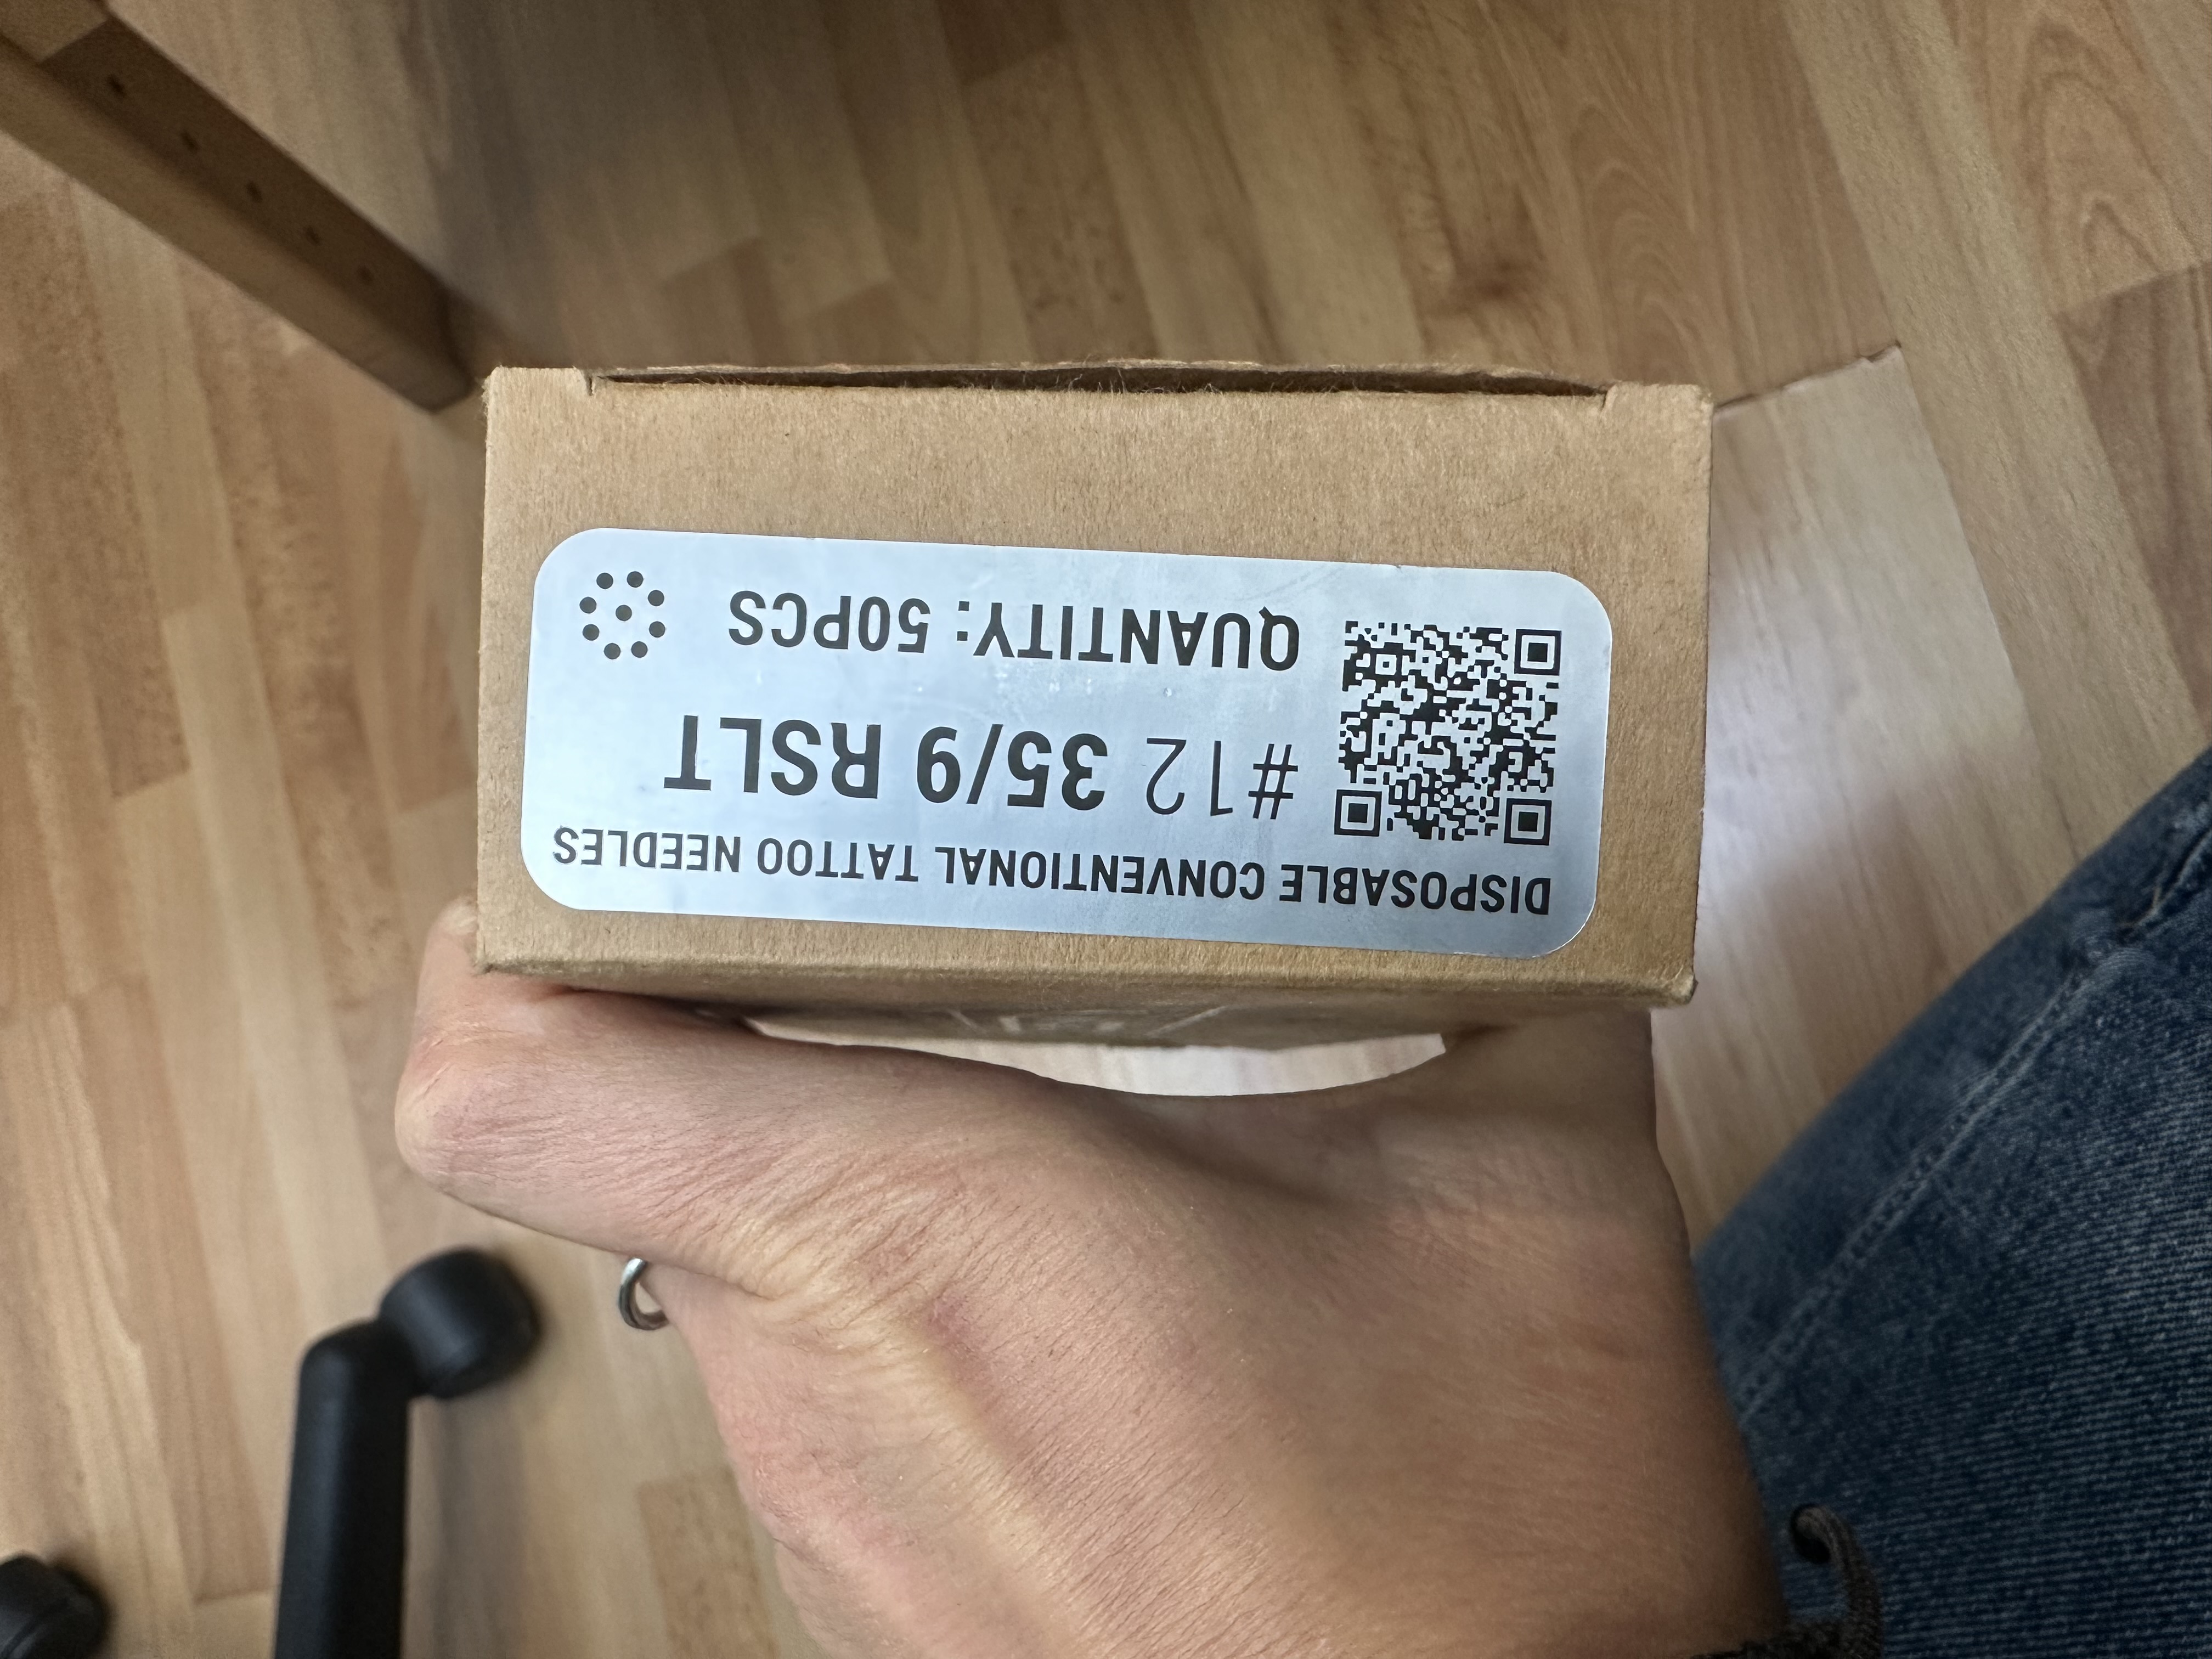 DISPOSABLE CONVENTIONAL TATTOO NEEDLES
#12 35/9 RSLT
QUANTITY: 50PCS